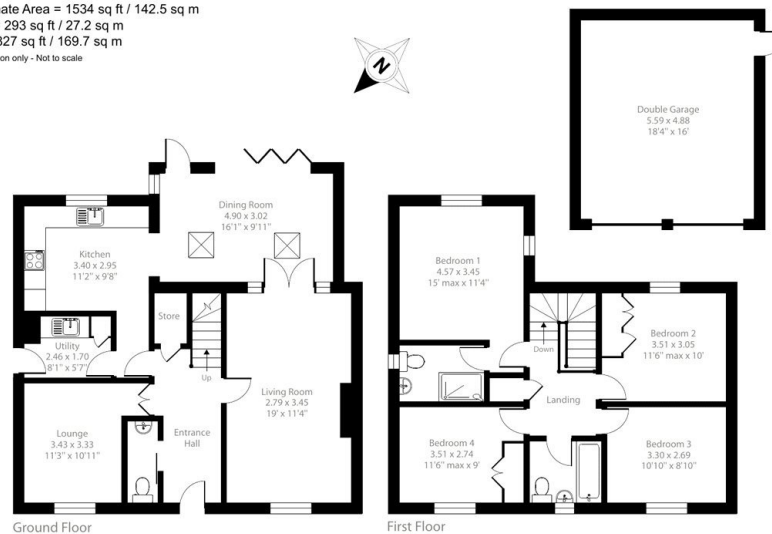 ate Area = 1534 sq ft / 142.5 sq m
293 sq ft / 27.2 sq m
327 sq ft / 169.7 sq m
on only - Not to scale
N
Double Garage
5.59 x 4.88
18'4" x 16'
Dining Room
4.90 x 3.02
16'1" x 9'11"
Kitchen
3.40 x 2.95
11'2" x 9'8"
Store
Utility
2.46 x 1.70
8'1" x 5'7"
Up
Living Room
2.79 x 3.45
19' x 11'4"
Lounge
3.43 x 3.33
11'3" x 10'11"
Entrance
Hall
Ground Floor
Bedroom 1
4.57 x 3.45
15' max x 11'4"
Bedroom 2
3.51 x 3.05
11'6" max x 10'
Down
Landing
Bedroom 4
3.51 x 2.74
11'6" max x 9'
Bedroom 3
3.30 x 2.69
10'10" x 8'10"
First Floor